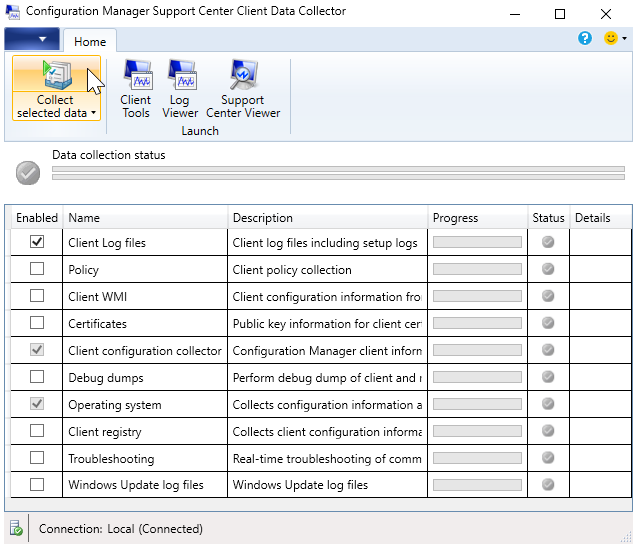 Configuration Manager Support Center Client Data Collector
Home
Collect
selected data
Client
Tools
Log
Viewer
Support
Center Viewer
Launch
Data collection status
Enabled Name Description Progress Status Details
Client Log files Client log files including setup logs
Policy Client policy collection
Client WMI Client configuration information fro
Certificates Public key information for client cer
Client configuration collector Configuration Manager client inform
Debug dumps Perform debug dump of client and
Operating system Collects configuration information a
Client registry Collects client configuration informa
Troubleshooting Real-time troubleshooting of comm
Windows Update log files Windows Update log files
Connection: Local (Connected)